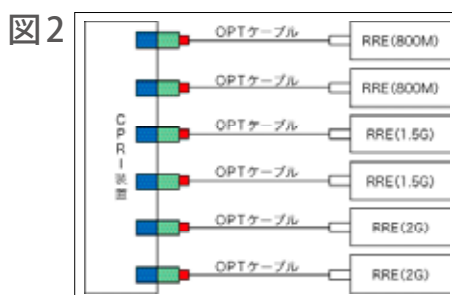 図2
CPRI装置
OPTケーブル
RRE(800M)
OPTケーブル
RRE(800M)
OPTケーブル
RRE(1.5G)
OPTケーブル
RRE(1.5G)
OPTケーブル
RRE(2G)
OPTケーブル
RRE(2G)